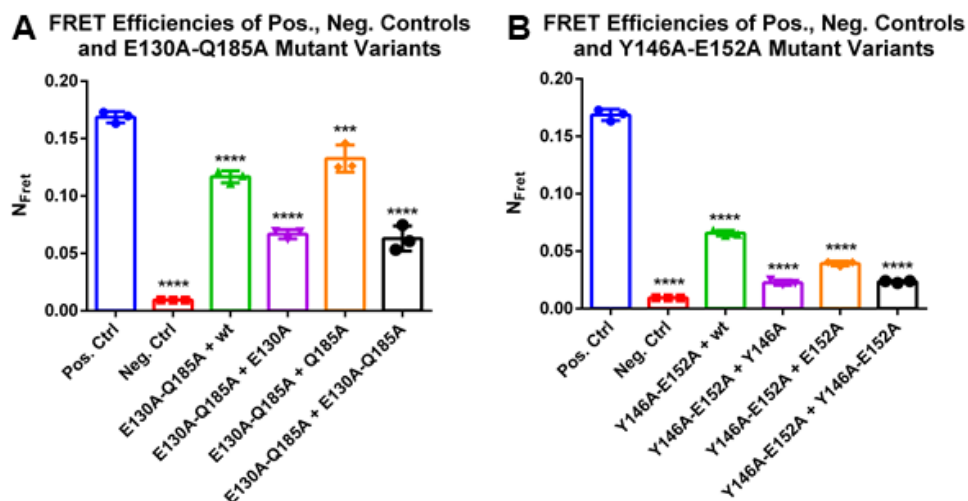 A
FRET Efficiencies of Pos., Neg. Controls
and E130A-Q185A Mutant Variants
N_Fret
0.20
0.15
0.10
0.05
0.00
****
****
****
***
****
Pos. Ctrl
Neg. Ctrl
E130A-Q185A + wt
E130A-Q185A + E130A
E130A-Q185A + Q185A
E130A-Q185A + E130A-Q185A
B
FRET Efficiencies of Pos., Neg. Controls
and Y146A-E152A Mutant Variants
N_Fret
0.20
0.15
0.10
0.05
0.00
****
****
****
****
****
Pos. Ctrl
Neg. Ctrl
Y146A-E152A + wt
Y146A-E152A + Y146A
Y146A-E152A + E152A
Y146A-E152A + Y146A-E152A